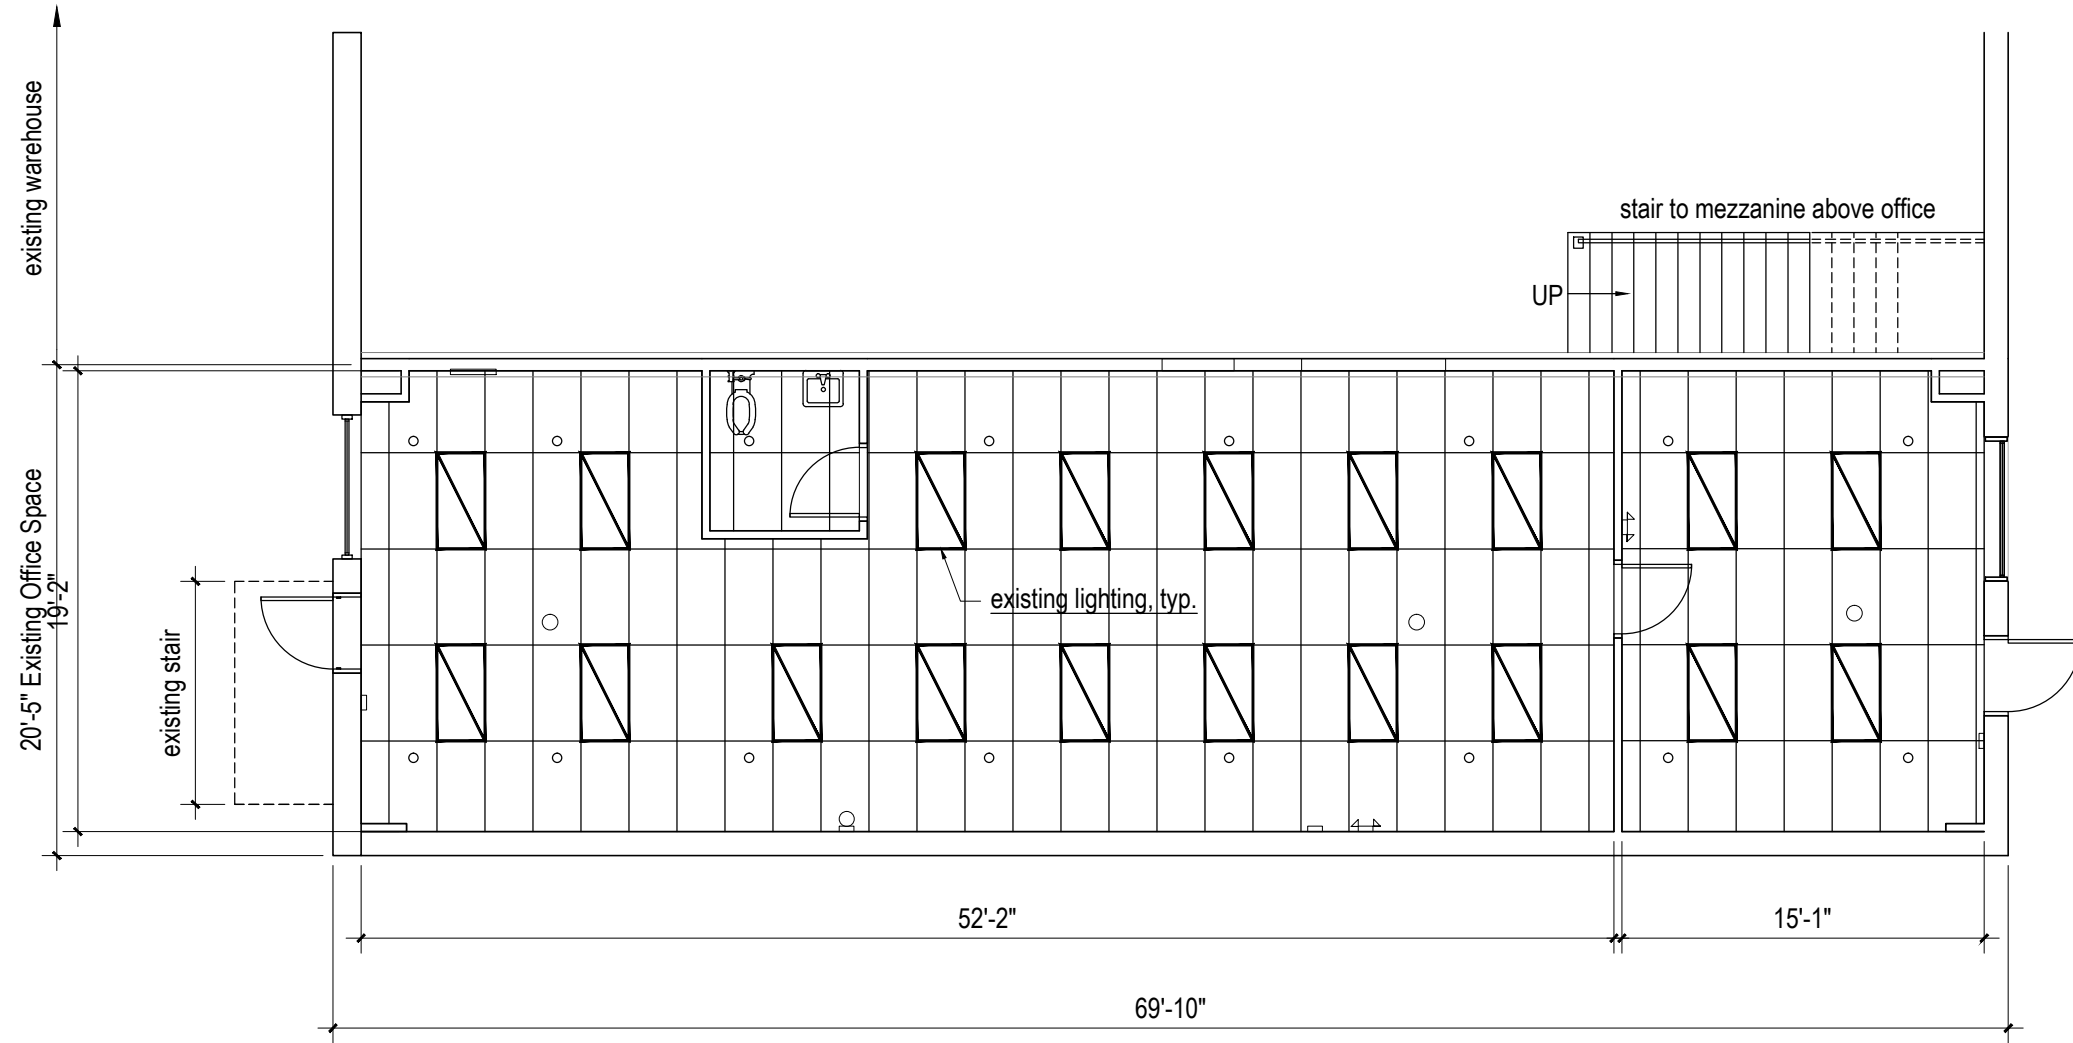 existing warehouse
stair to mezzanine above office
UP
20'-5" Existing Office Space
19'-2"
existing stair
existing lighting, typ.
52'-2"
15'-1"
69'-10"